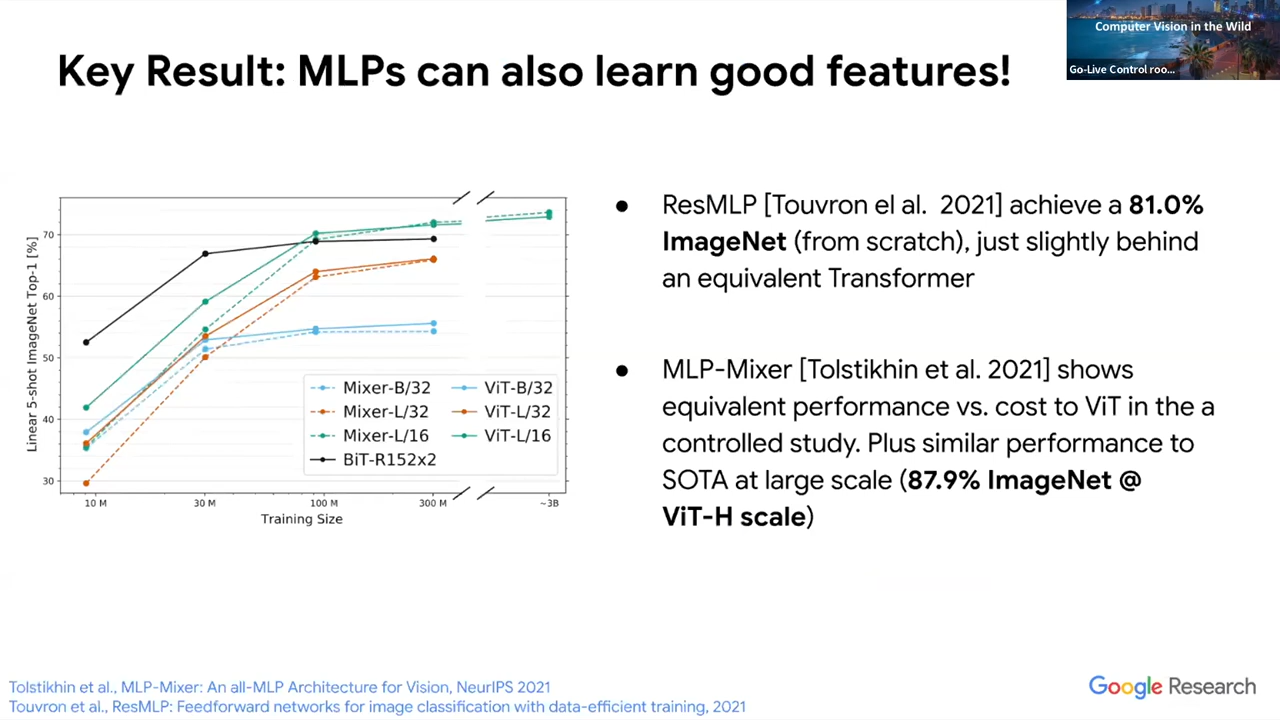 Computer Vision in the Wild
Go-Live Control roo...
Key Result: MLPs can also learn good features!
Linear 5-shot ImageNet Top-1 [%]
70
60
50
40
30
10 M
30 M
100 M
300 M
~3B
Training Size
Mixer-B/32
Mixer-L/32
Mixer-L/16
BiT-R152x2
ViT-B/32
ViT-L/32
ViT-L/16
● ResMLP [Touvron el al. 2021] achieve a 81.0%
ImageNet (from scratch), just slightly behind
an equivalent Transformer
● MLP-Mixer [Tolstikhin et al. 2021] shows
equivalent performance vs. cost to ViT in the a
controlled study. Plus similar performance to
SOTA at large scale (87.9% ImageNet @
ViT-H scale)
Tolstikhin et al., MLP-Mixer: An all-MLP Architecture for Vision, NeurIPS 2021
Touvron et al., ResMLP: Feedforward networks for image classification with data-efficient training, 2021
Google Research